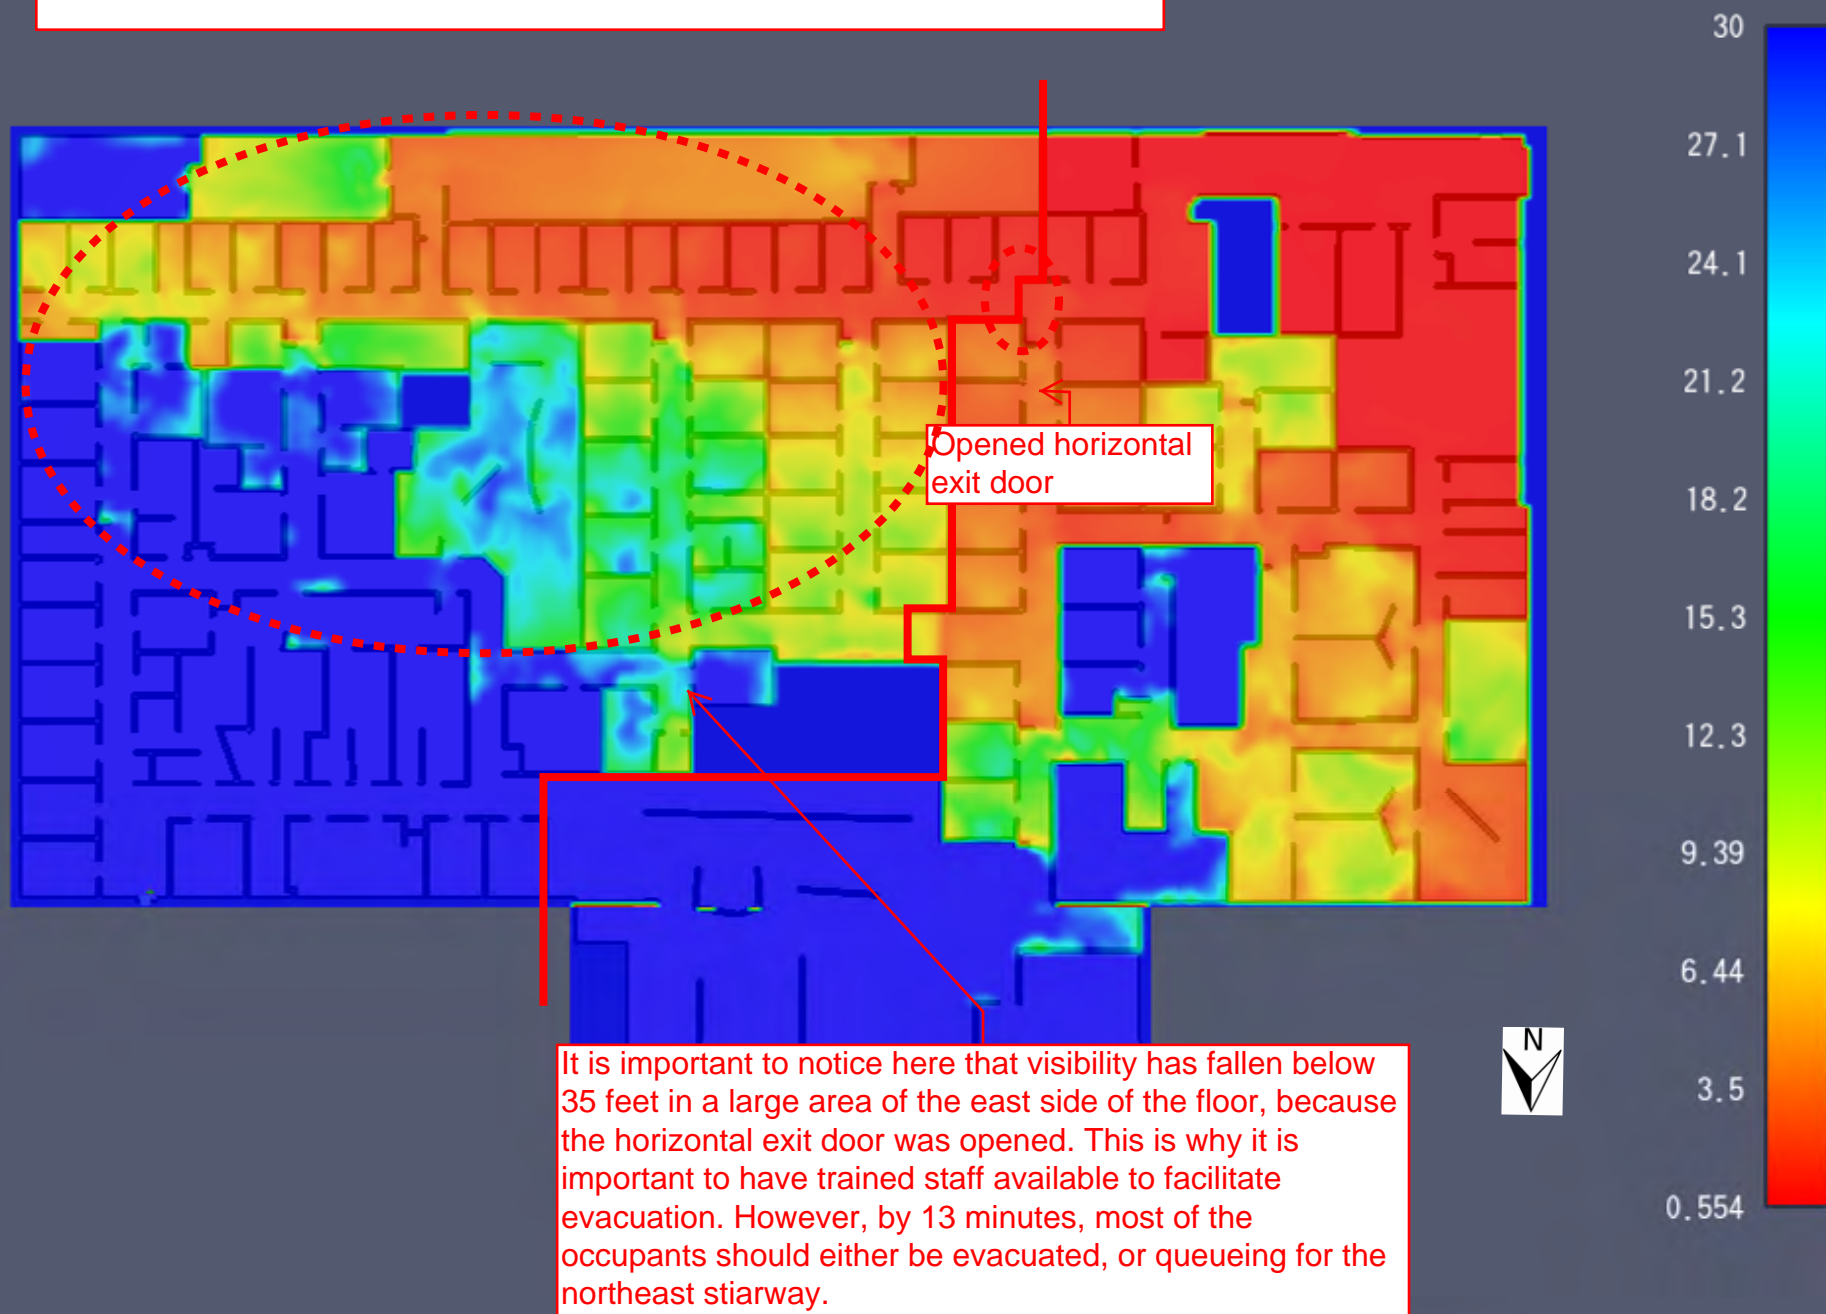 30
27.1
24.1
21.2
18.2
15.3
12.3
9.39
6.44
3.5
0.554
Opened horizontal
exit door
N
It is important to notice here that visibility has fallen below
35 feet in a large area of the east side of the floor, because
the horizontal exit door was opened. This is why it is
important to have trained staff available to facilitate
evacuation. However, by 13 minutes, most of the
occupants should either be evacuated, or queueing for the
northeast stiarway.